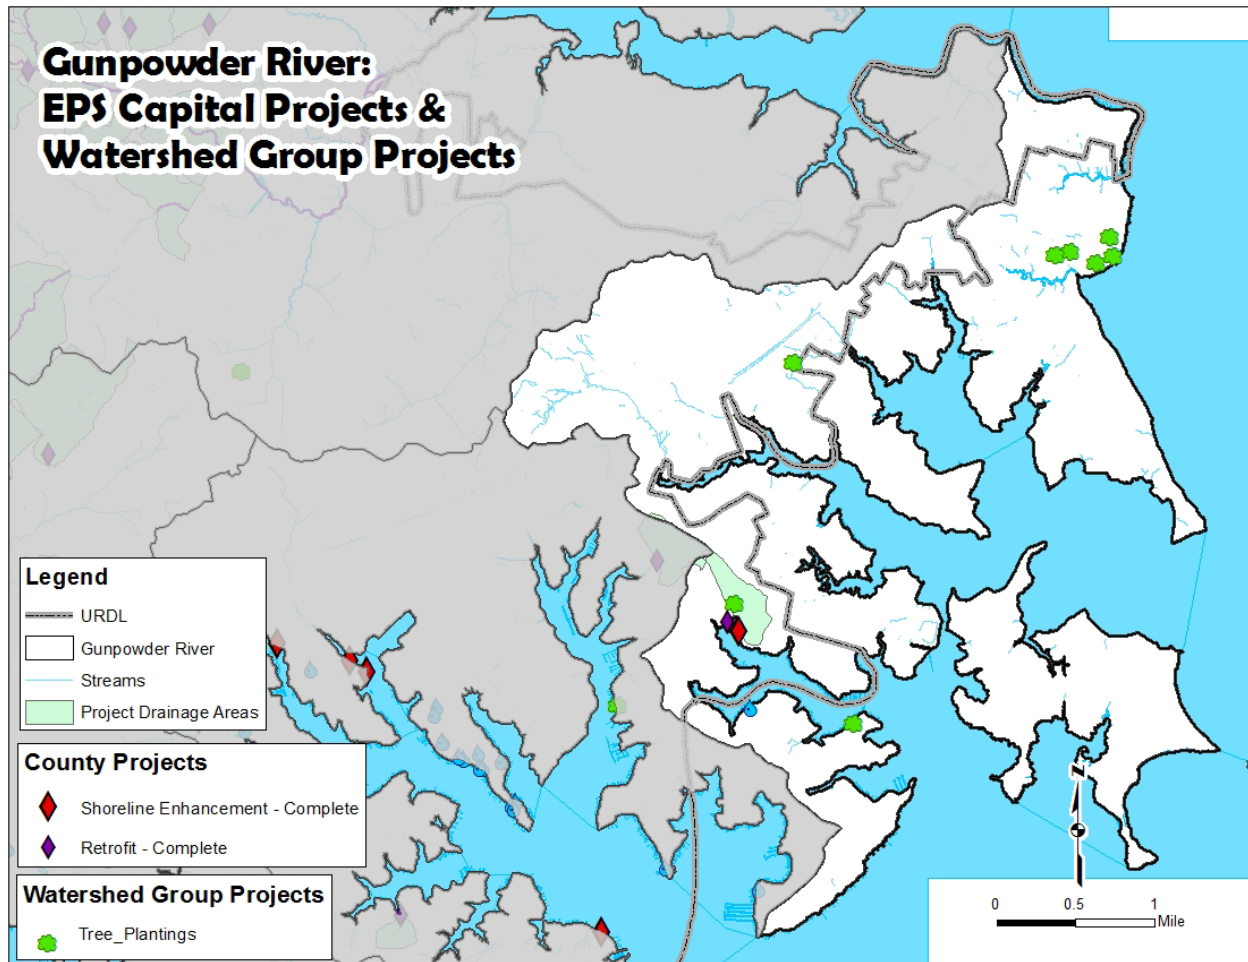 Gunpowder River:
EPS Capital Projects &
Watershed Group Projects
Legend
URDL
Gunpowder River
Streams
Project Drainage Areas
County Projects
Shoreline Enhancement - Complete
Retrofit - Complete
Watershed Group Projects
Tree_Plantings
N
0 0.5 1
Mile